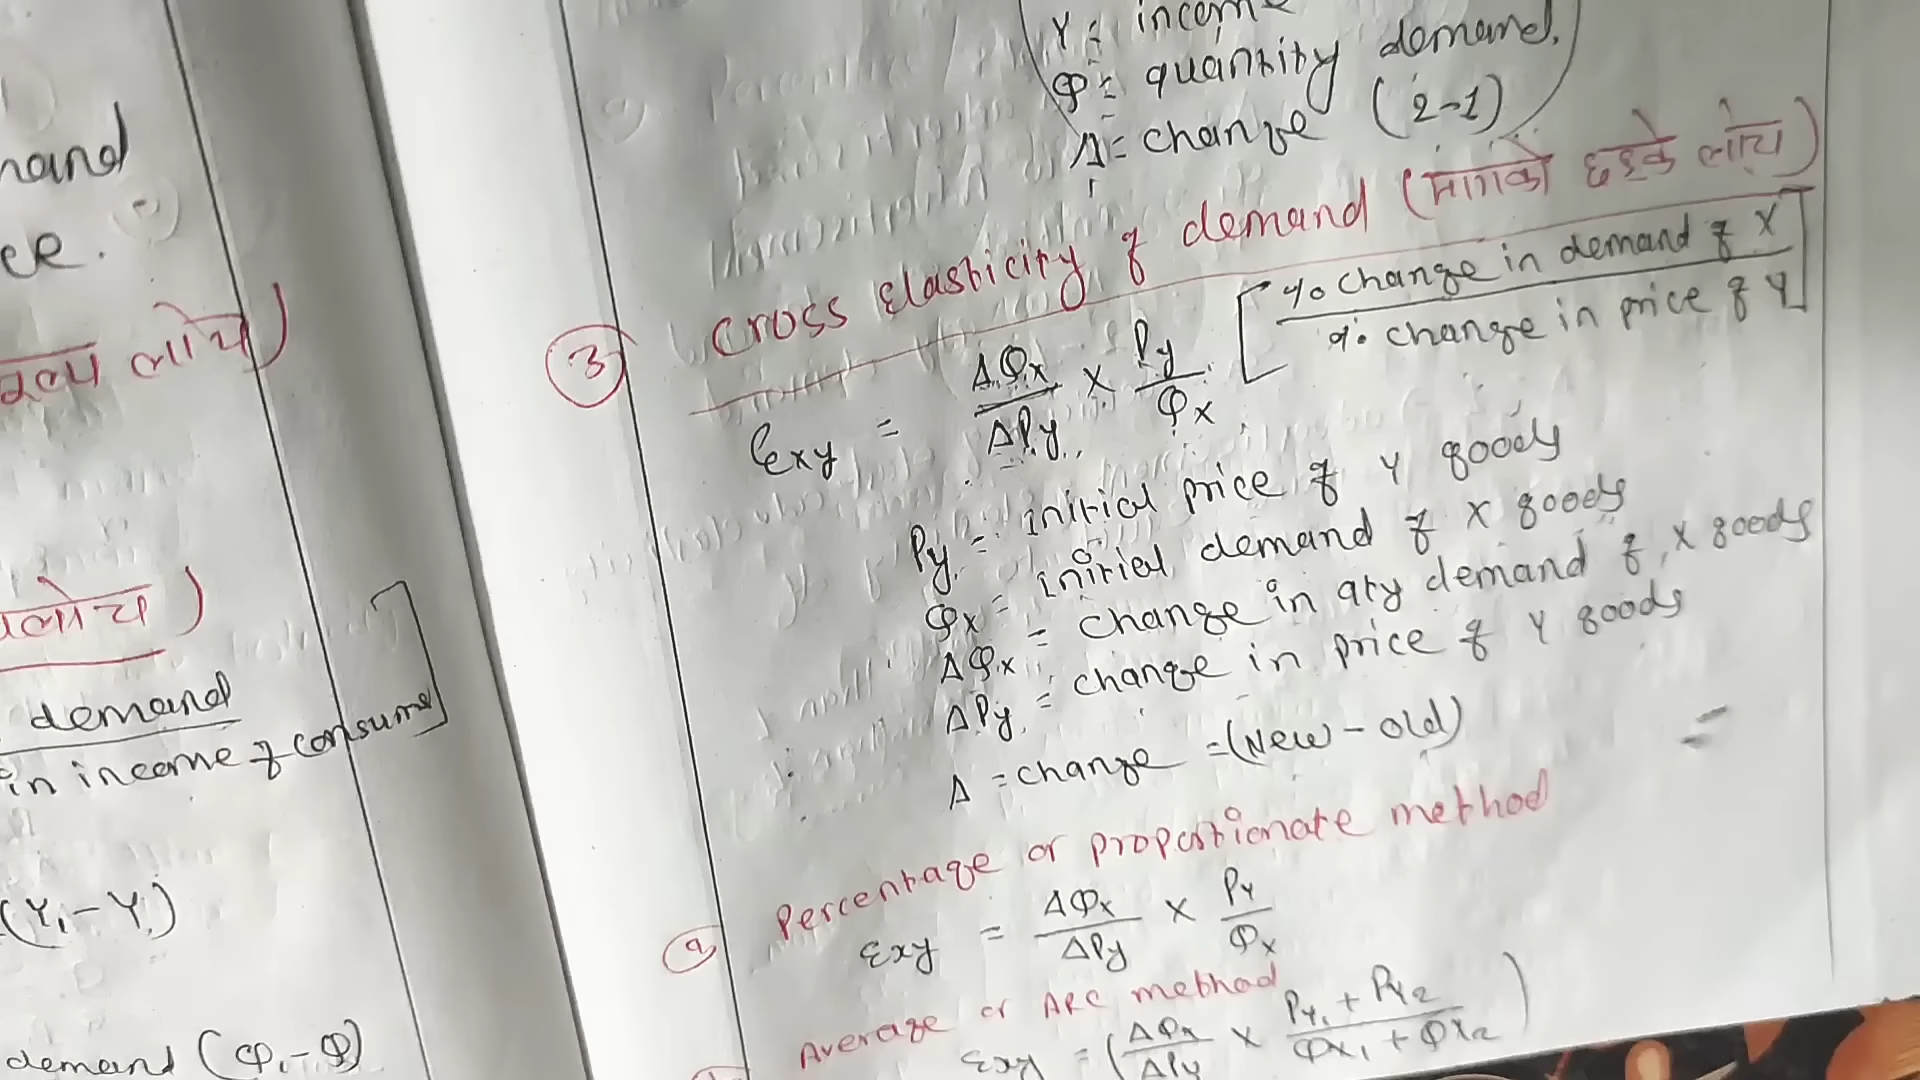 mand
ce.
लोच)
लोच)
demand
in income of consume
(Y₁ - Y)
demand (Q₁ - Q)
Y = income
Q = quantity demand.
Δ = change (2-1)
③ Cross Elasticity of demand (मागको छड्के लोच)
Exy = ΔQx/ΔPy × Py/Qx [% change in demand of X / % change in price of Y]
Py = initial price of Y goods
Qx = initial demand of X goods
ΔQx = change in qty demand of X goods
ΔPy = change in price of Y goods
Δ = change = (New - old)
ⓐ Percentage or proportionate method
Exy = ΔQx/ΔPy × Py/Qx
Average or ARC method
Exy = (ΔQx/ΔPy × Py₁ + Py₂/Qx₁ + Qx₂)